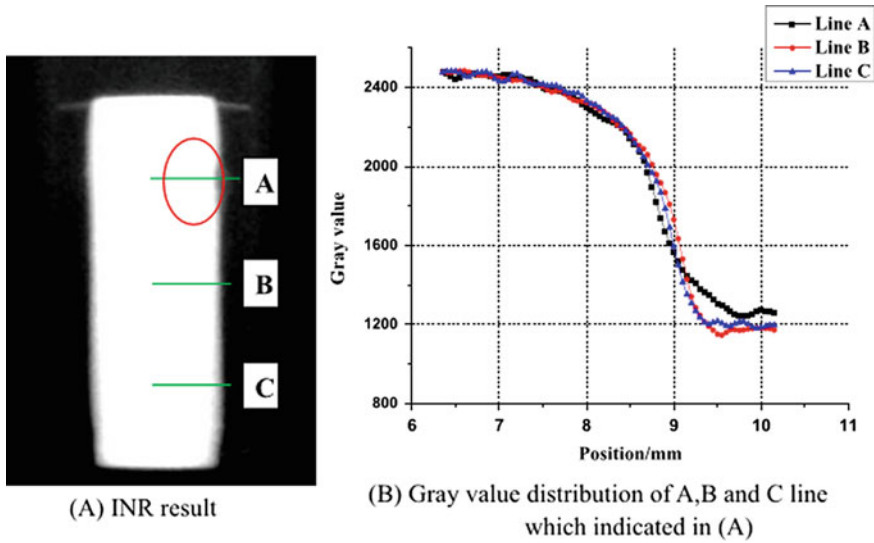 A
B
C
(A) INR result
Line A
Line B
Line C
2400
2000
1600
1200
800
Gray value
6
7
8
9
10
11
Position/mm
(B) Gray value distribution of A,B and C line
which indicated in (A)